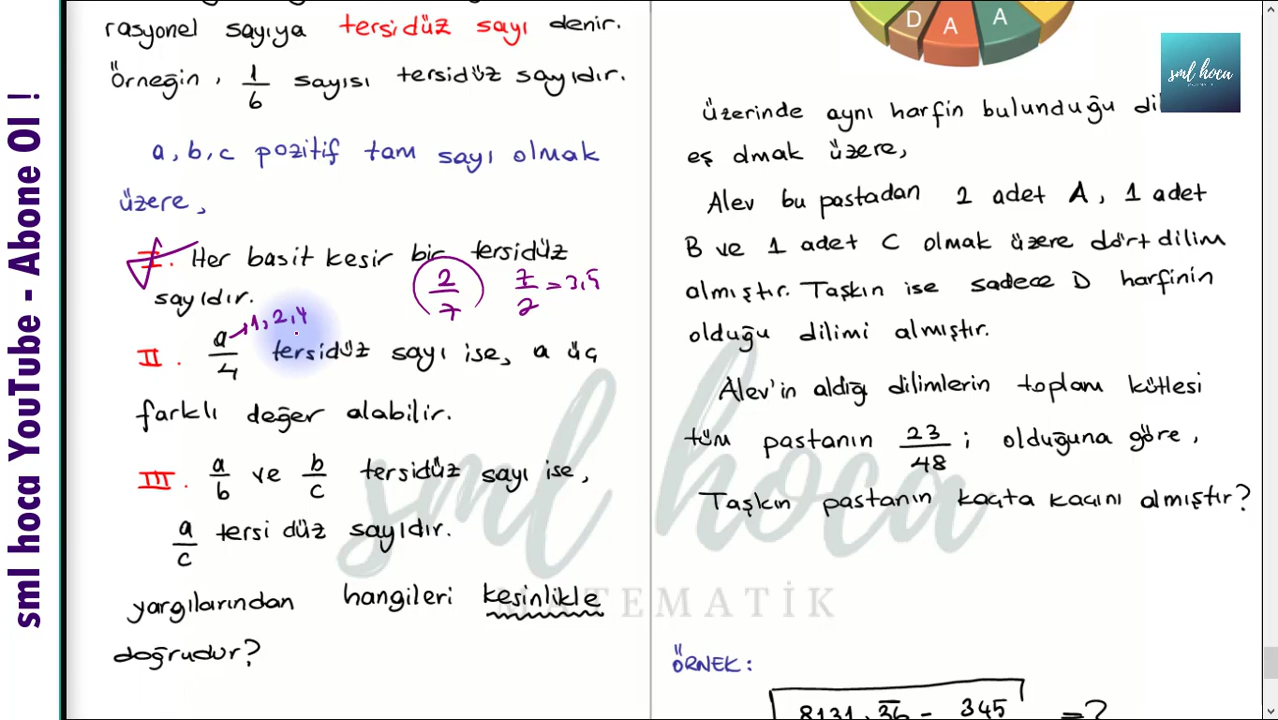 sml hoca YouTube - Abone Ol !
rasyonel sayıya tersidüz sayı denir.
Örneğin, 1/6 sayısı tersidüz sayıdır.
a, b, c pozitif tam sayı olmak
üzere,
I. Her basit kesir bir tersidüz
sayıdır.
2/7 7/2 = 3,5
1, 2, 4
II. a/4 tersidüz sayı ise, a üç
farklı değer alabilir.
III. a/b ve b/c tersidüz sayı ise,
a/c tersi düz sayıdır.
yargılarından hangileri kesinlikle
doğrudur?
D A A
sml hoca
üzerinde aynı harfin bulunduğu
eş olmak üzere,
Alev bu pastadan 2 adet A, 1 adet
B ve 1 adet C olmak üzere dört dilim
almıştır. Taşkın ise sadece D harfinin
olduğu dilimi almıştır.
Alev'in aldığı dilimlerin toplam kütlesi
tüm pastanın 23/48 i olduğuna göre,
Taşkın pastanın kaçta kaçını almıştır?
sml hoca
MATEMATİK
ÖRNEK:
8131,36 - 345 = ?